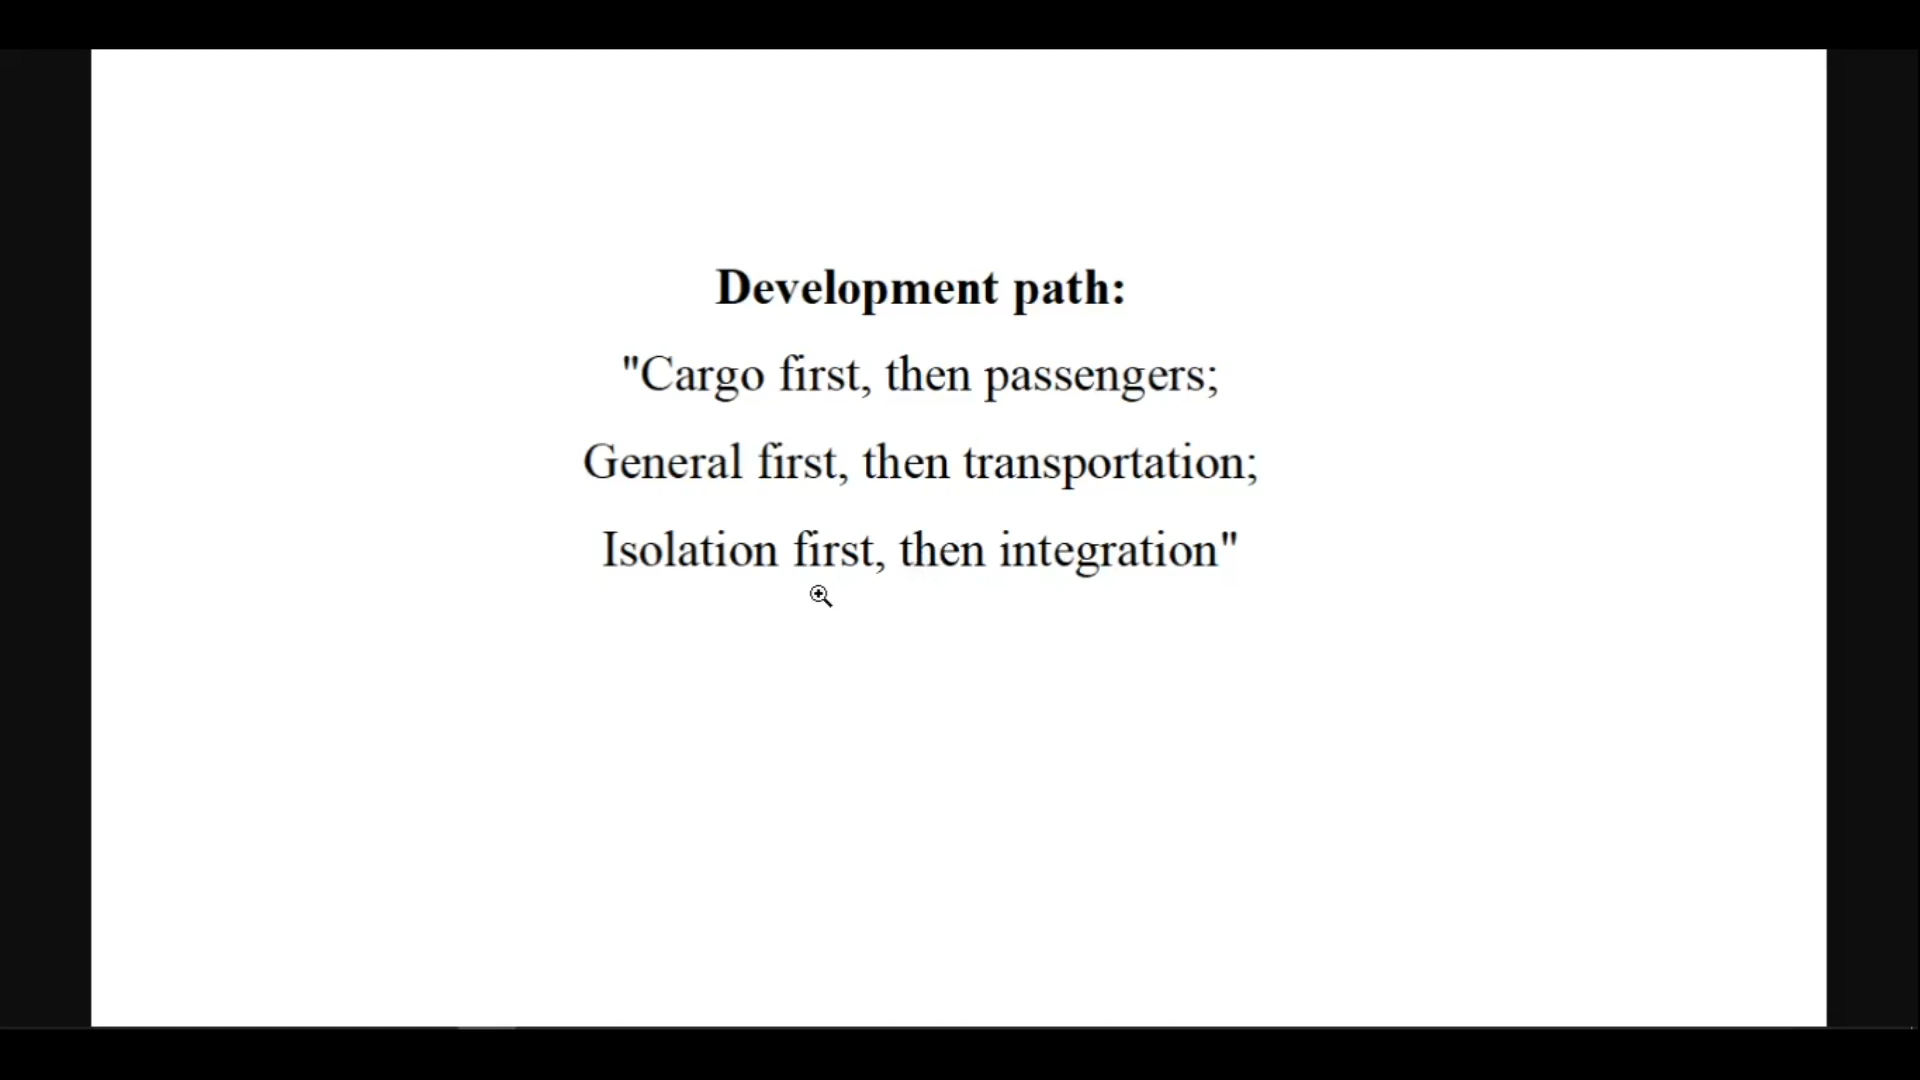 Development path:
"Cargo first, then passengers;
General first, then transportation;
Isolation first, then integration"